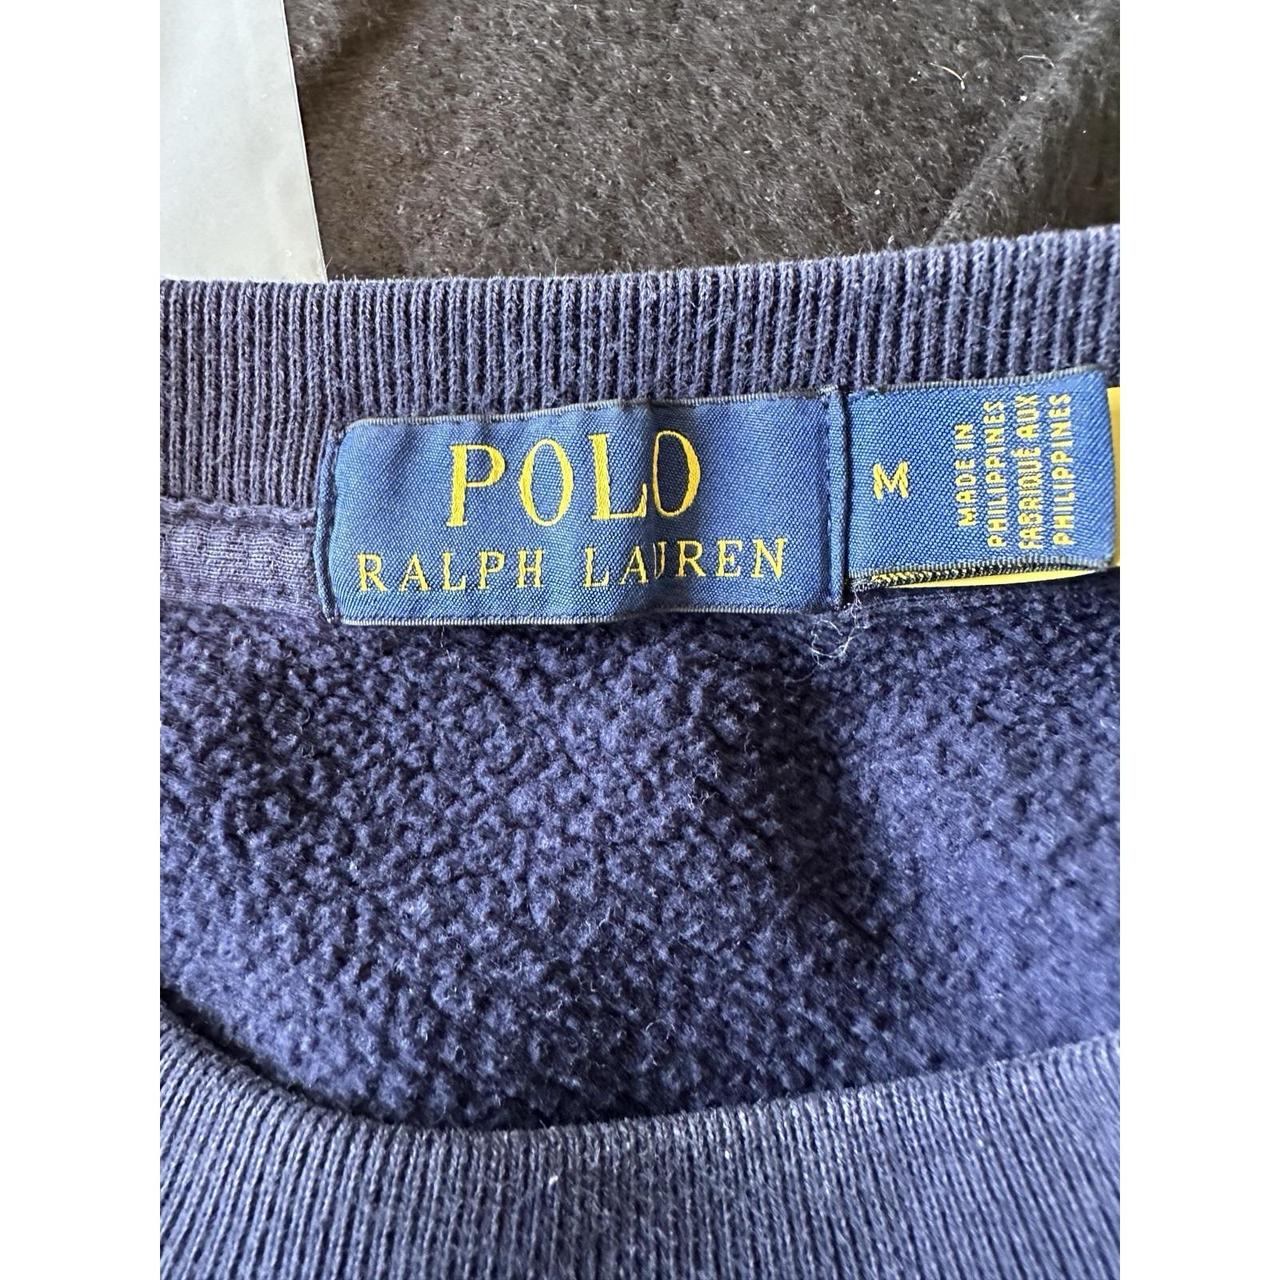 POLO
RALPH LAUREN
M
MADE IN
PHILIPPINES
FABRIQUÉ AUX
PHILIPPINES